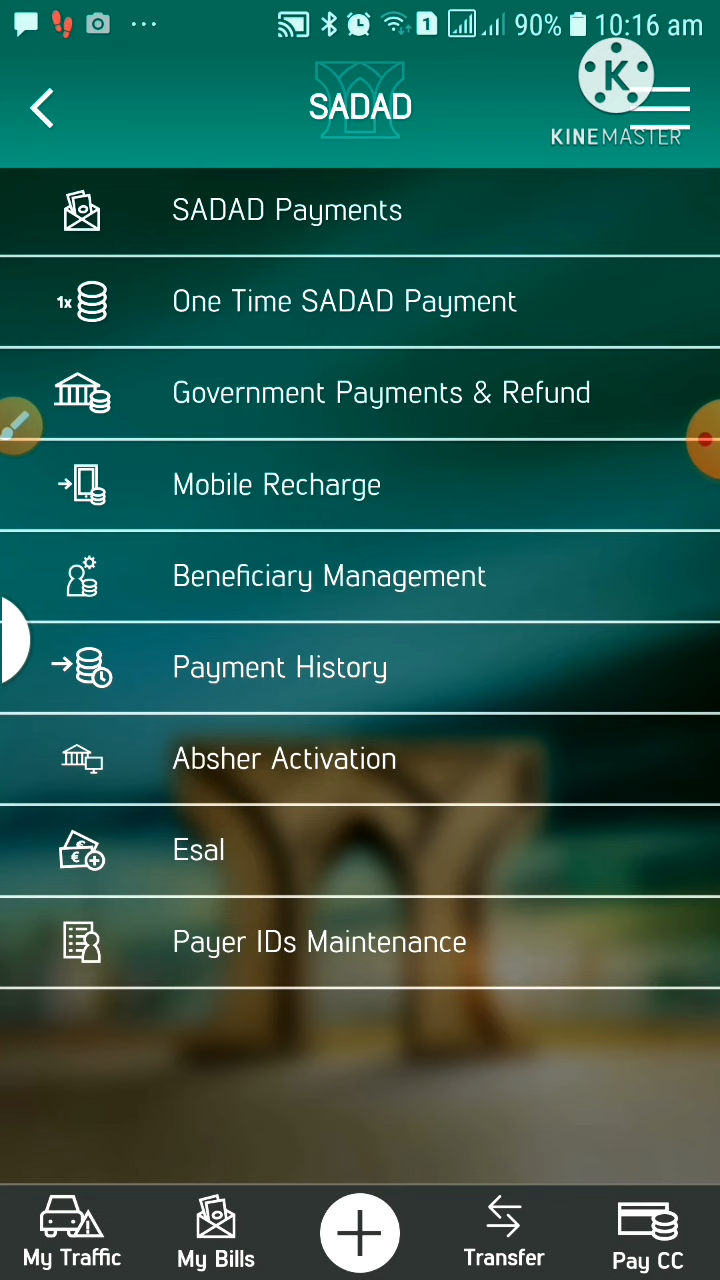 1 90% 10:16 am
SADAD
KINEMASTER
SADAD Payments
1x One Time SADAD Payment
Government Payments & Refund
Mobile Recharge
Beneficiary Management
Payment History
Absher Activation
Esal
Payer IDs Maintenance
My Traffic My Bills Transfer Pay CC